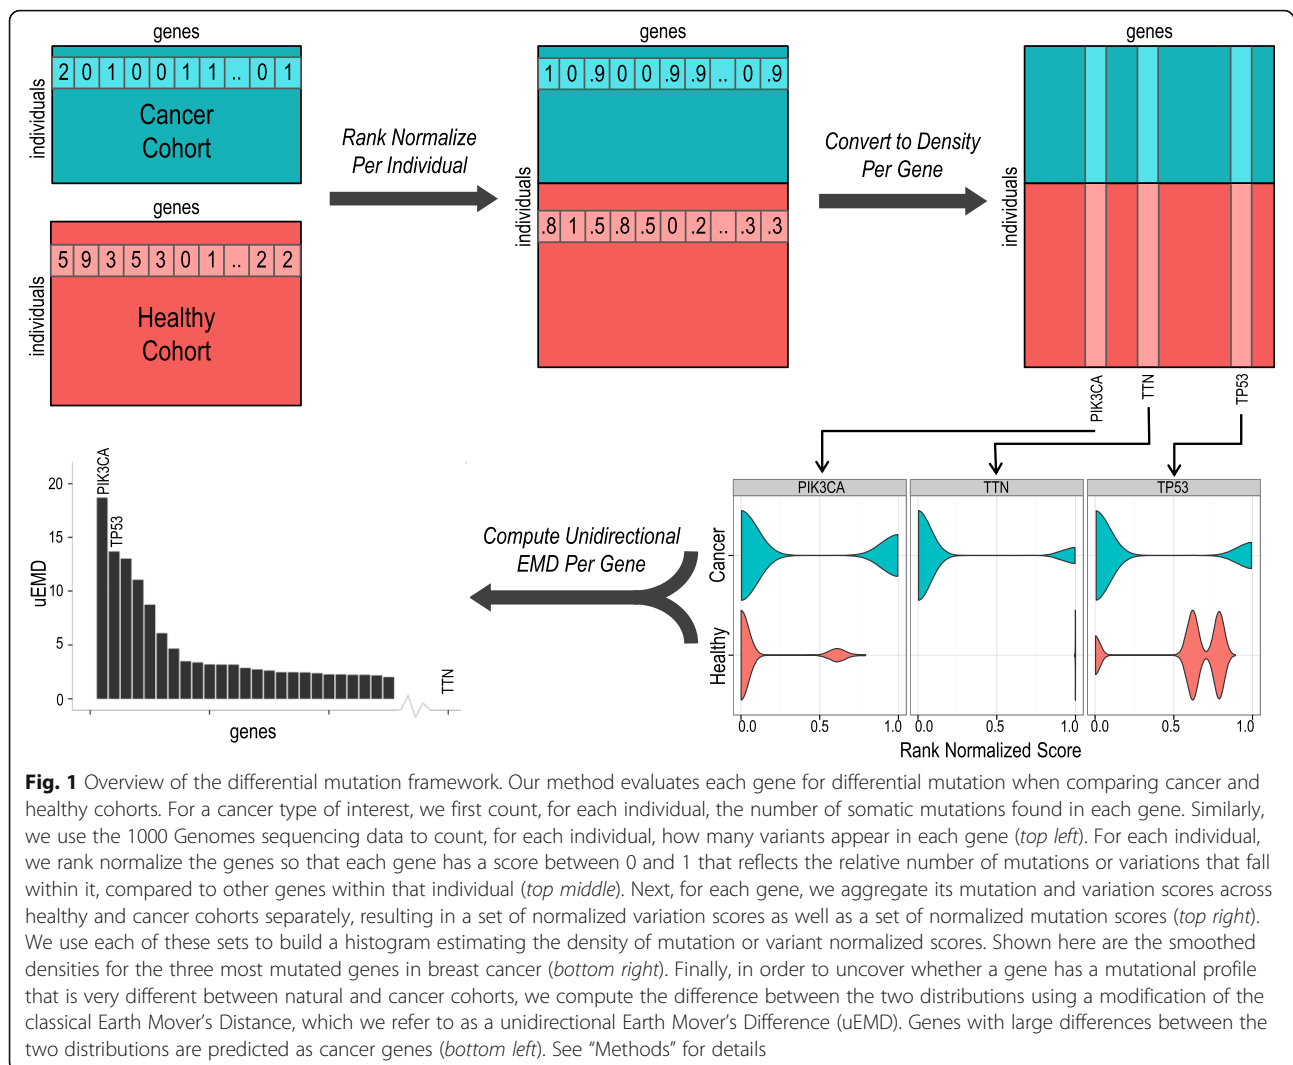 genes
individuals
2 0 1 0 0 1 1 .. 0 1
Cancer
Cohort
genes
individuals
5 9 3 5 3 0 1 .. 2 2
Healthy
Cohort
Rank Normalize
Per Individual
genes
individuals
1 0 .9 0 0 .9 .9 .. 0 .9
.8 1 .5 .8 .5 0 .2 .. .3 .3
Convert to Density
Per Gene
genes
individuals
PIK3CA
TTN
TP53
PIK3CA TTN TP53
Cancer
Healthy
0.0 0.5 1.0 0.0 0.5 1.0 0.0 0.5 1.0
Rank Normalized Score
Compute Unidirectional
EMD Per Gene
uEMD
20
15
10
5
0
PIK3CA
TP53
TTN
genes
Fig. 1 Overview of the differential mutation framework. Our method evaluates each gene for differential mutation when comparing cancer and
healthy cohorts. For a cancer type of interest, we first count, for each individual, the number of somatic mutations found in each gene. Similarly,
we use the 1000 Genomes sequencing data to count, for each individual, how many variants appear in each gene (top left). For each individual,
we rank normalize the genes so that each gene has a score between 0 and 1 that reflects the relative number of mutations or variations that fall
within it, compared to other genes within that individual (top middle). Next, for each gene, we aggregate its mutation and variation scores across
healthy and cancer cohorts separately, resulting in a set of normalized variation scores as well as a set of normalized mutation scores (top right).
We use each of these sets to build a histogram estimating the density of mutation or variant normalized scores. Shown here are the smoothed
densities for the three most mutated genes in breast cancer (bottom right). Finally, in order to uncover whether a gene has a mutational profile
that is very different between natural and cancer cohorts, we compute the difference between the two distributions using a modification of the
classical Earth Mover's Distance, which we refer to as a unidirectional Earth Mover's Difference (uEMD). Genes with large differences between the
two distributions are predicted as cancer genes (bottom left). See “Methods” for details